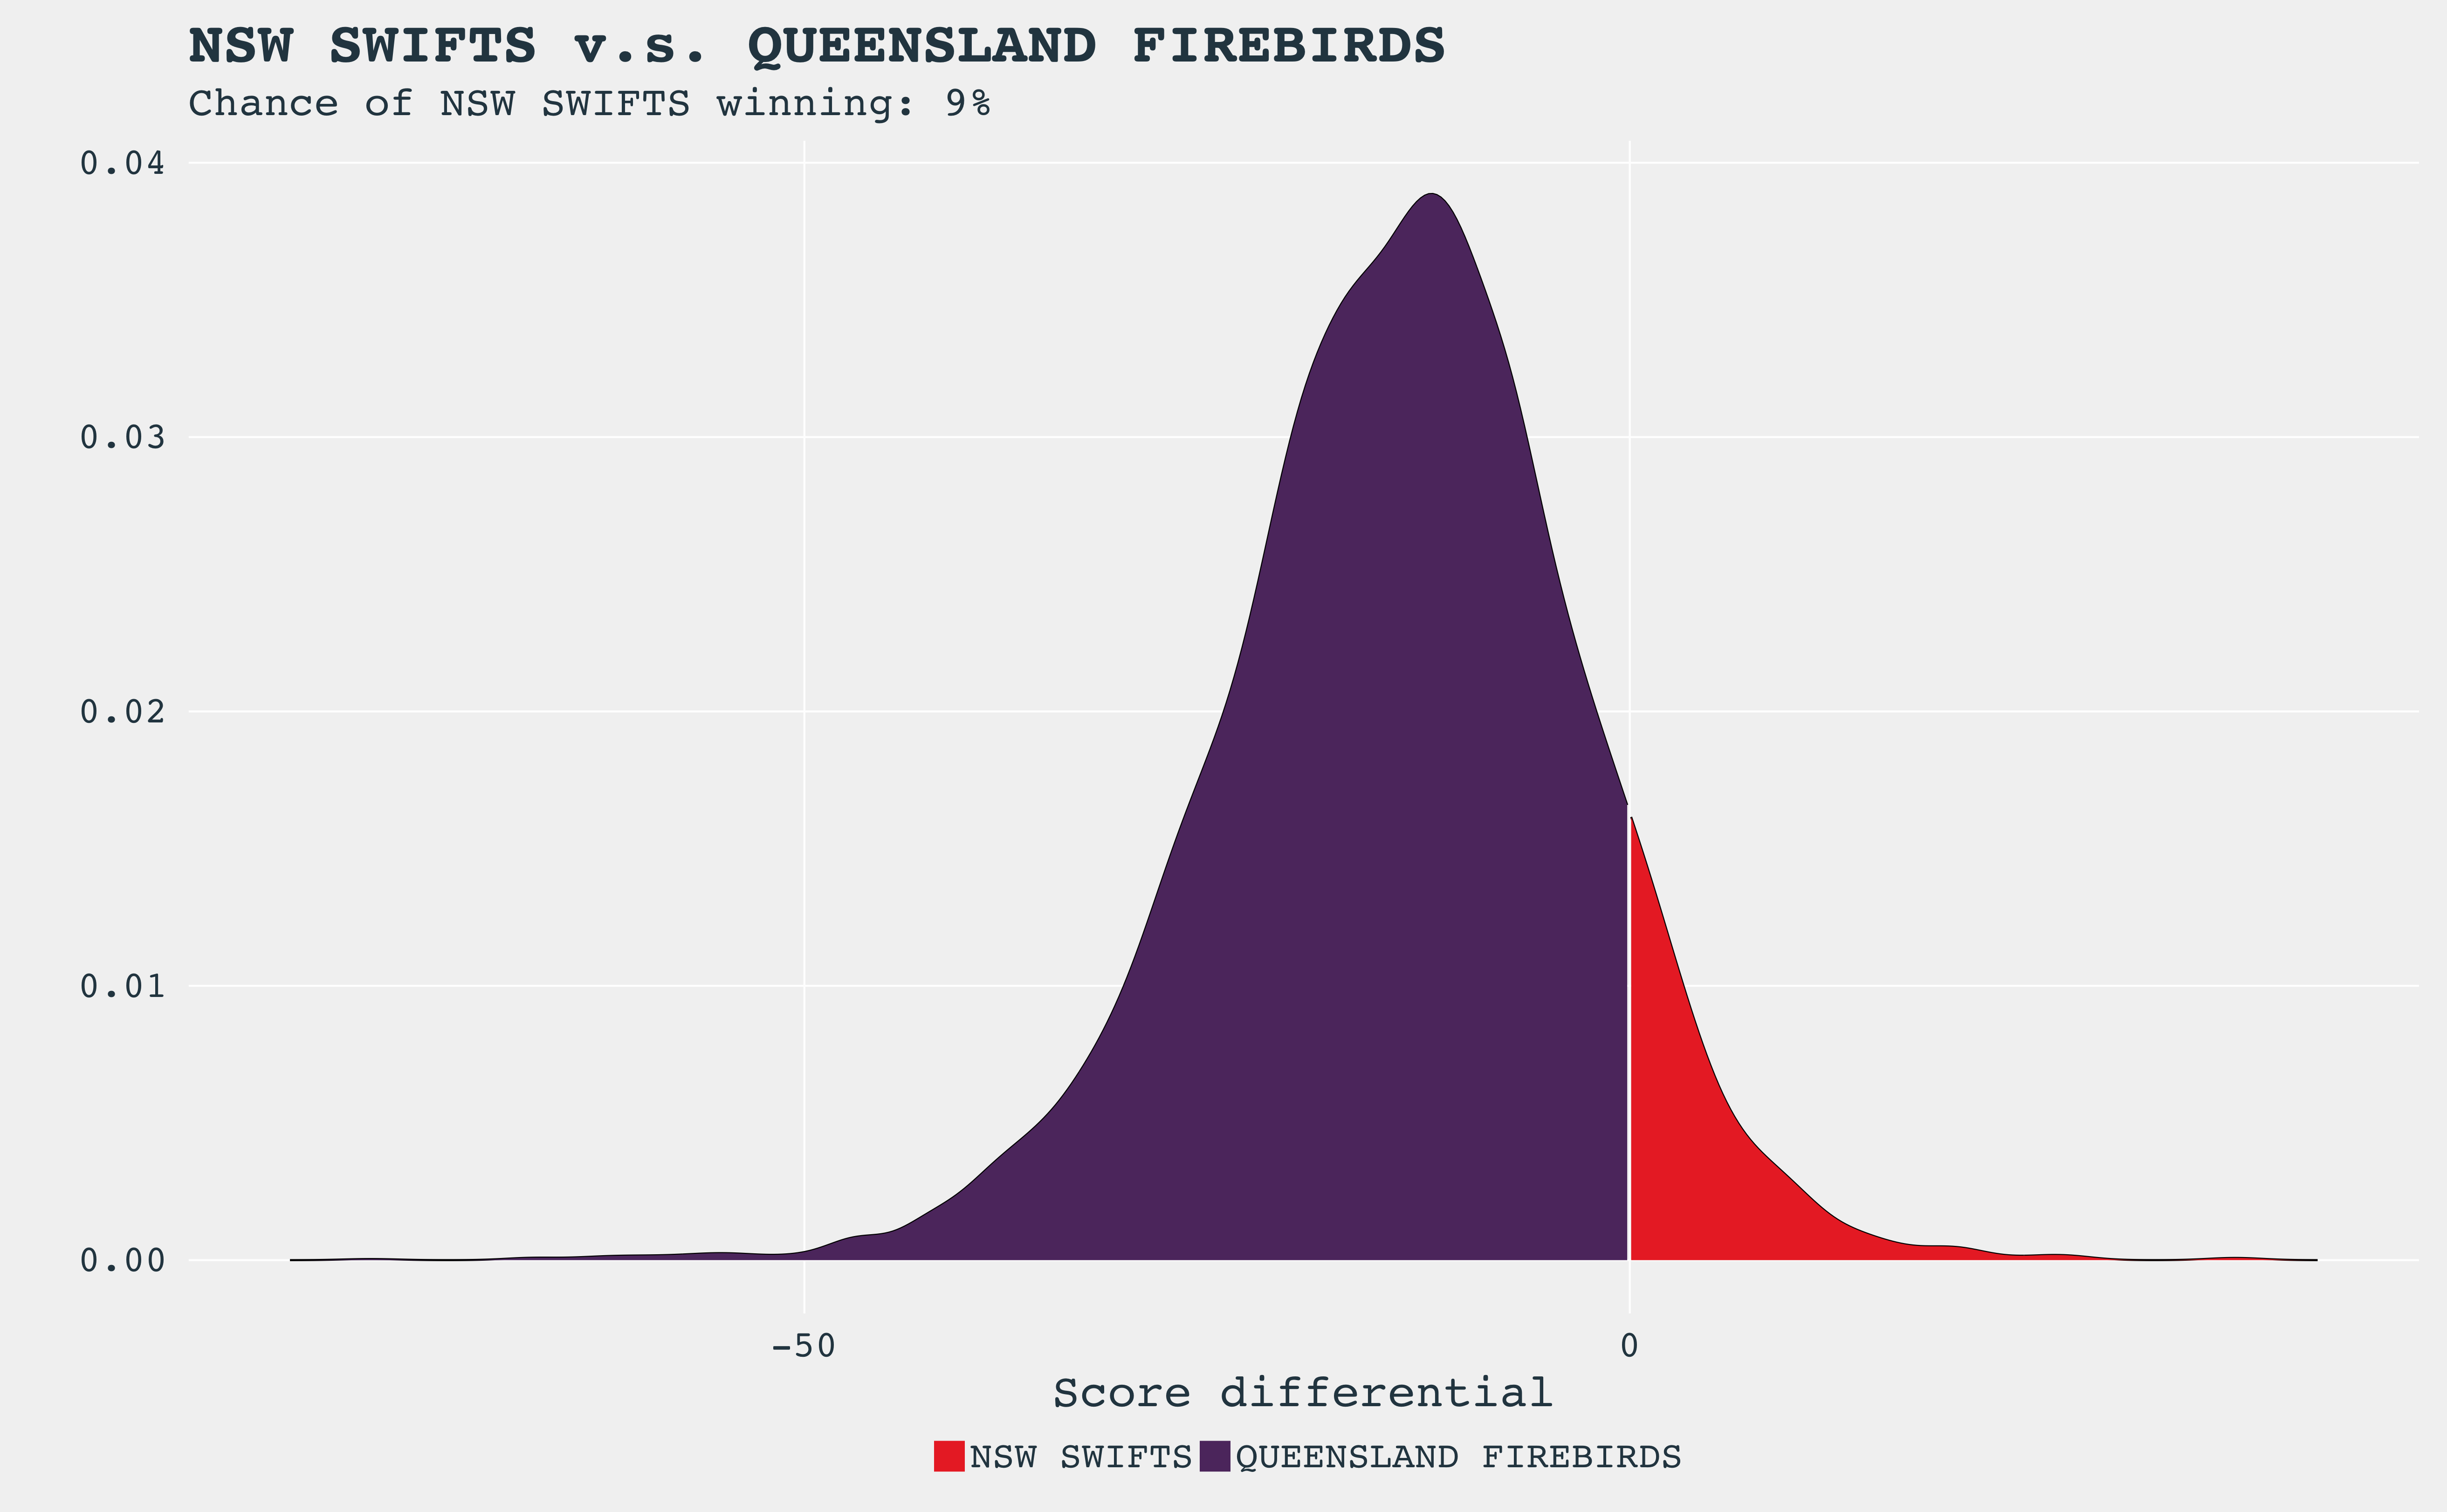 NSW SWIFTS v.s. QUEENSLAND FIREBIRDS
Chance of NSW SWIFTS winning: 9%
0.04
0.03
0.02
0.01
0.00
-50 0
Score differential
NSW SWIFTS QUEENSLAND FIREBIRDS